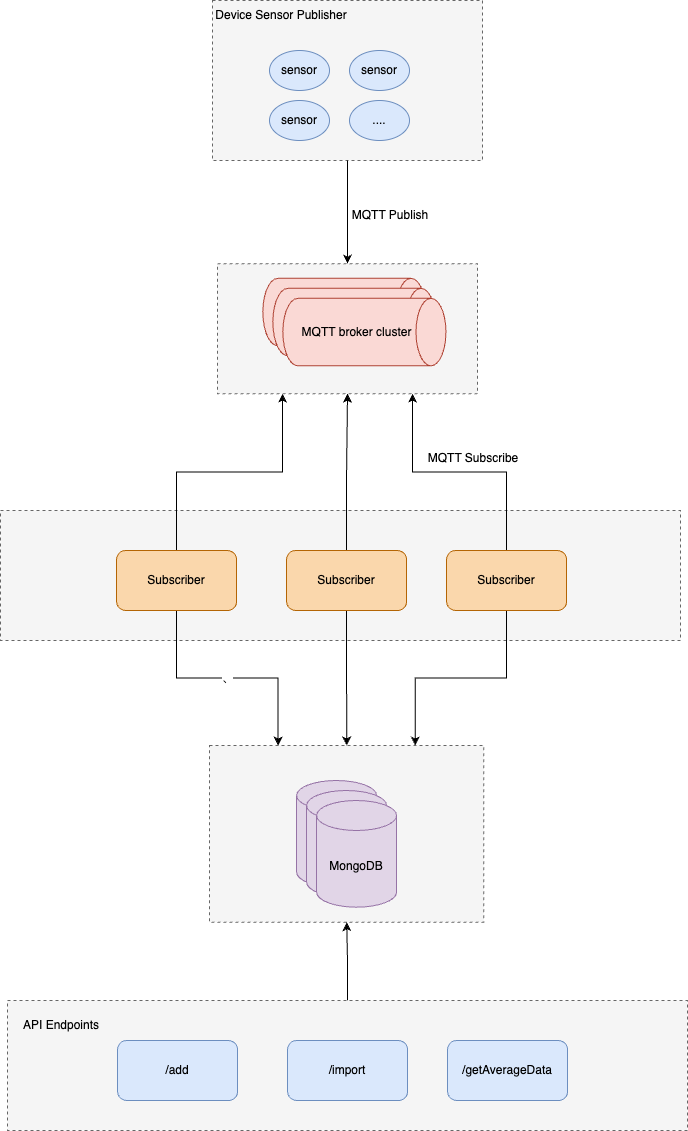 Device Sensor Publisher
sensor
sensor
sensor
....
MQTT Publish
MQTT broker cluster
MQTT Subscribe
Subscriber
Subscriber
Subscriber
`
MongoDB
API Endpoints
/add
/import
/getAverageData